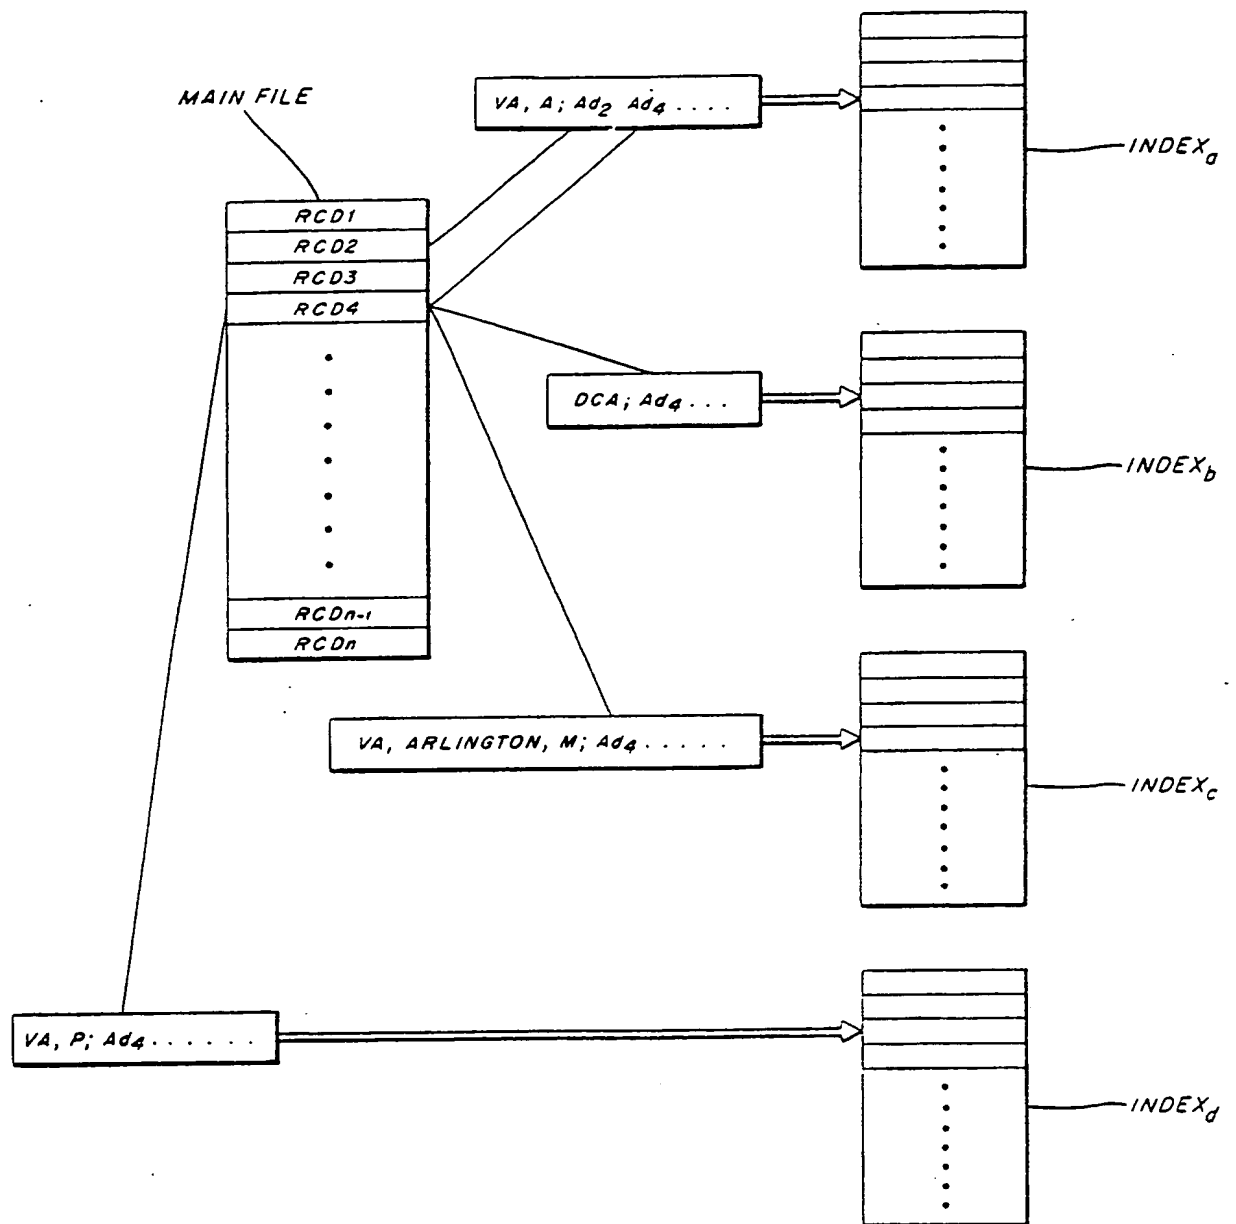 MAIN FILE
RCD1
RCD2
RCD3
RCD4
RCDn-1
RCDn
VA, A; Ad2 Ad4 . . . .
INDEXa
DCA; Ad4 . . .
INDEXb
VA, ARLINGTON, M; Ad4 . . . . .
INDEXc
VA, P; Ad4 . . . . . .
INDEXd